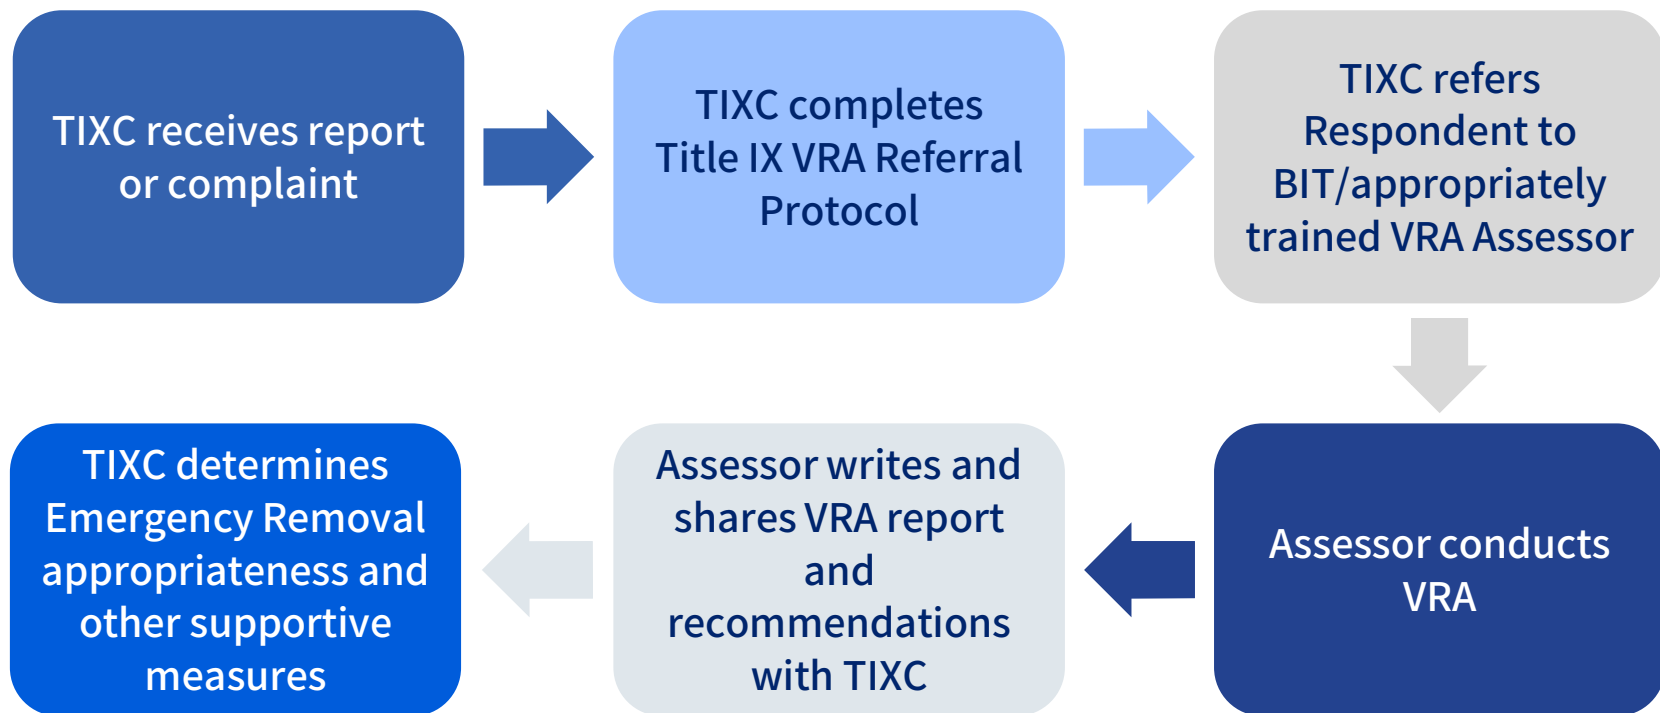 TIXC receives report
or complaint
TIXC completes
Title IX VRA Referral
Protocol
TIXC refers
Respondent to
BIT/appropriately
trained VRA Assessor
Assessor conducts
VRA
Assessor writes and
shares VRA report
and
recommendations
with TIXC
TIXC determines
Emergency Removal
appropriateness and
other supportive
measures